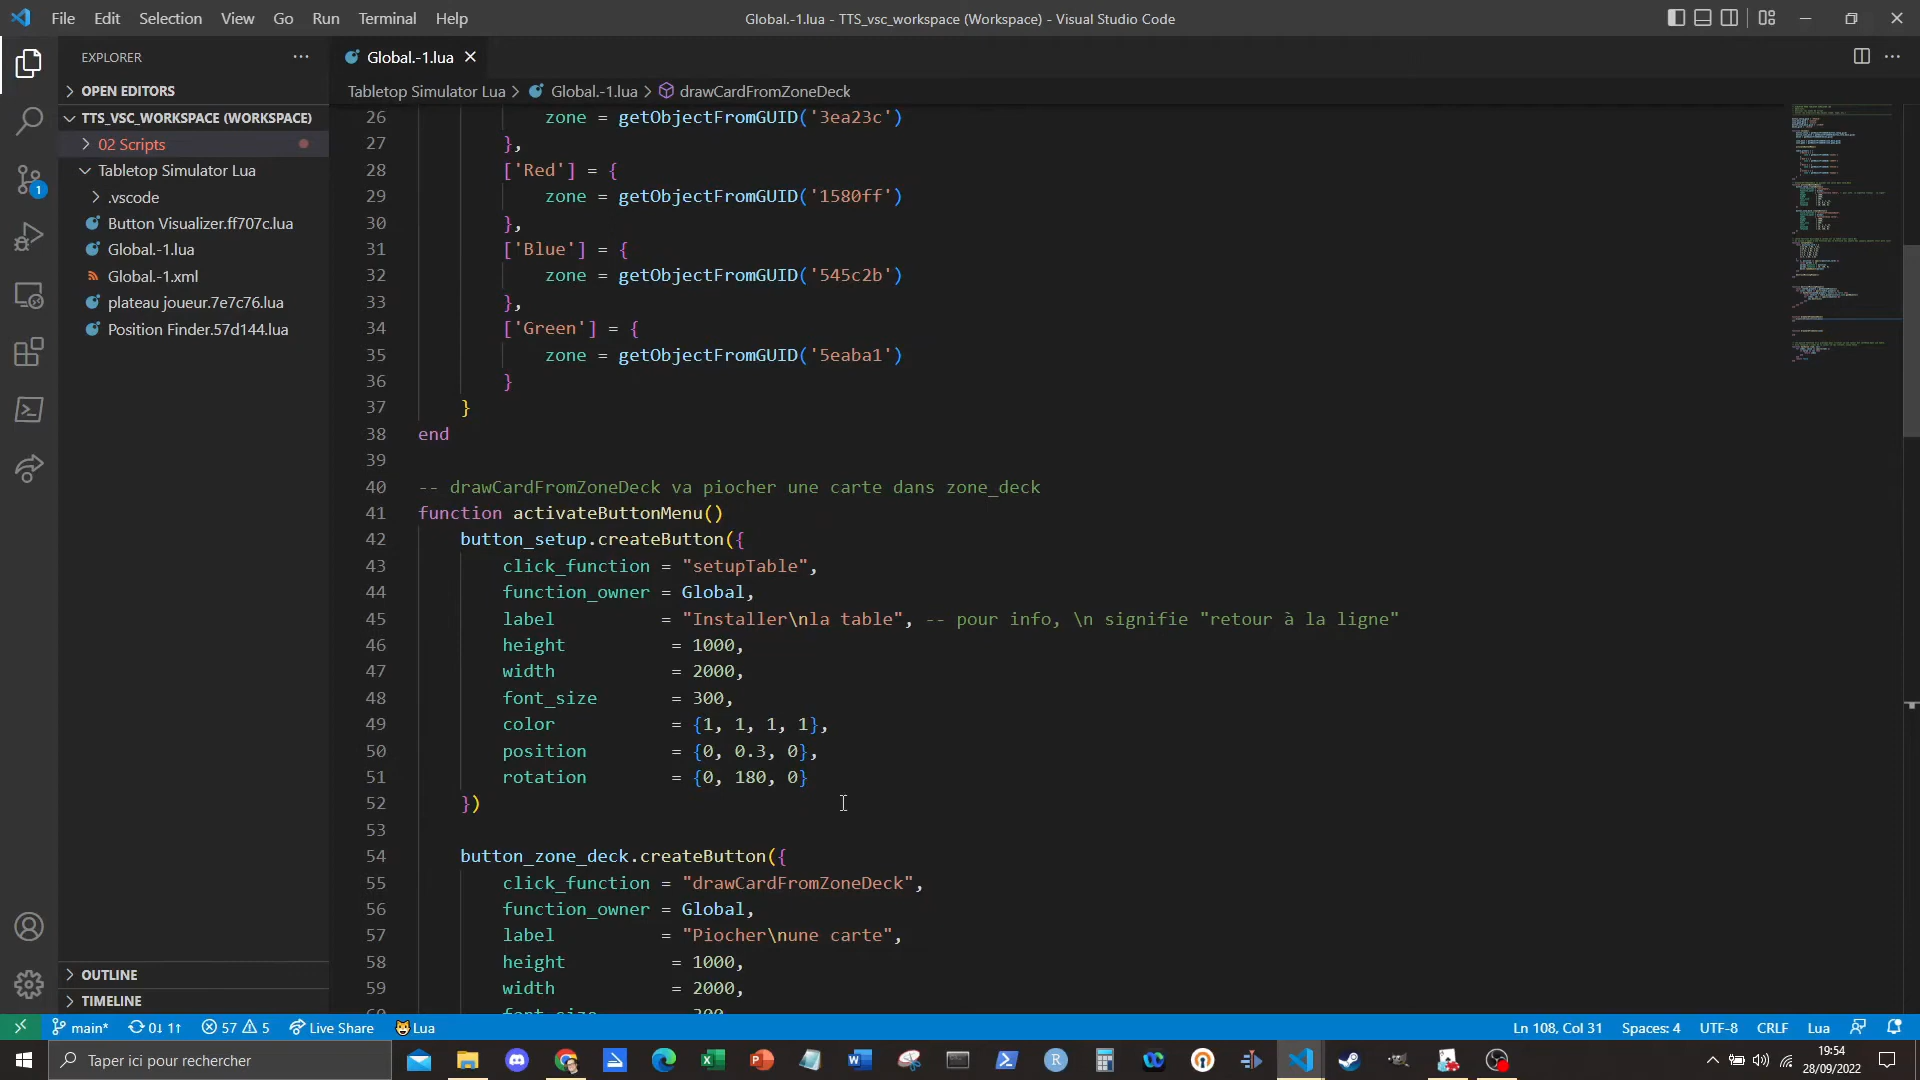 File Edit Selection View Go Run Terminal Help
Global.-1.lua - TTS_vsc_workspace (Workspace) - Visual Studio Code
EXPLORER
Global.-1.lua
OPEN EDITORS
Tabletop Simulator Lua > Global.-1.lua > drawCardFromZoneDeck
TTS_VSC_WORKSPACE (WORKSPACE)
02 Scripts
Tabletop Simulator Lua
.vscode
Button Visualizer.ff707c.lua
Global.-1.lua
Global.-1.xml
plateau joueur.7e7c76.lua
Position Finder.57d144.lua
OUTLINE
TIMELINE
1
26 zone = getObjectFromGUID('3ea23c')
27 },
28 ['Red'] = {
29 zone = getObjectFromGUID('1580ff')
30 },
31 ['Blue'] = {
32 zone = getObjectFromGUID('545c2b')
33 },
34 ['Green'] = {
35 zone = getObjectFromGUID('5eaba1')
36 }
37 }
38 end
39
40 -- drawCardFromZoneDeck va piocher une carte dans zone_deck
41 function activateButtonMenu()
42 button_setup.createButton({
43 click_function = "setupTable",
44 function_owner = Global,
45 label = "Installer\nla table", -- pour info, \n signifie "retour à la ligne"
46 height = 1000,
47 width = 2000,
48 font_size = 300,
49 color = {1, 1, 1, 1},
50 position = {0, 0.3, 0},
51 rotation = {0, 180, 0}
52 })
53
54 button_zone_deck.createButton({
55 click_function = "drawCardFromZoneDeck",
56 function_owner = Global,
57 label = "Piocher\nune carte",
58 height = 1000,
59 width = 2000,
main* 0↓ 1↑ 57 5 Live Share Lua
Ln 108, Col 31 Spaces: 4 UTF-8 CRLF Lua
Taper ici pour rechercher
19:54
28/09/2022